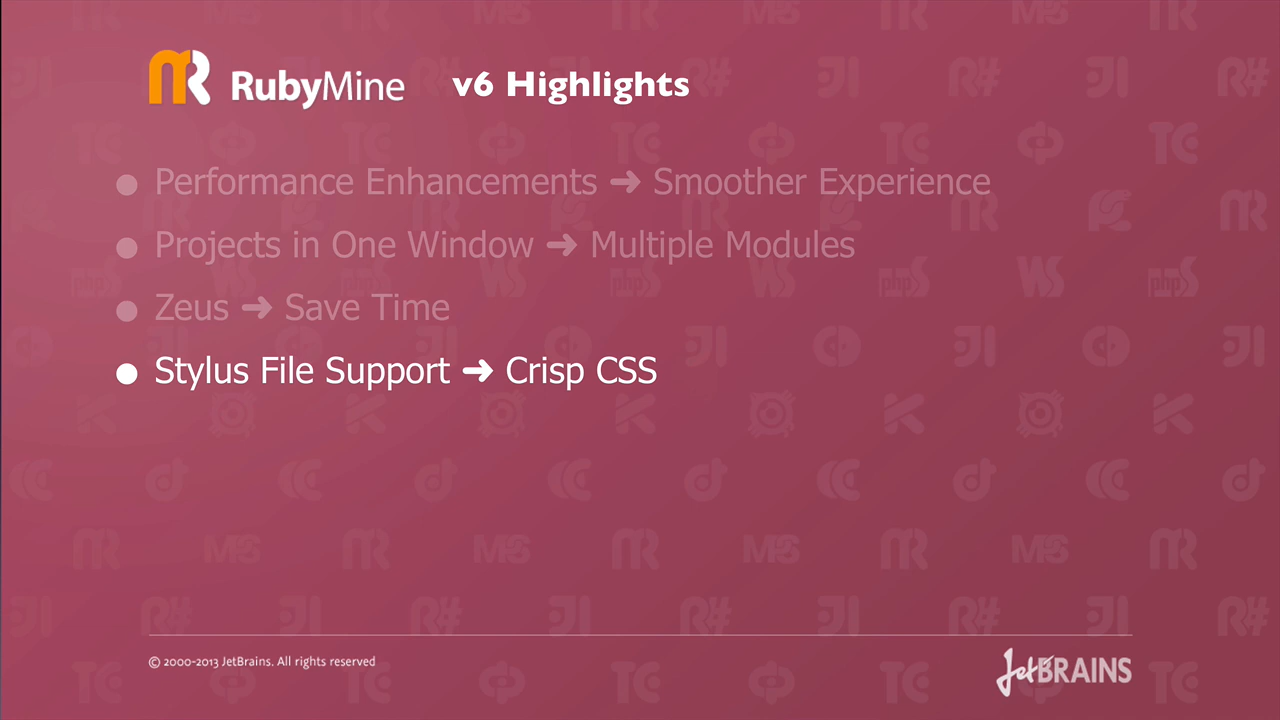 RubyMine v6 Highlights
● Performance Enhancements ➜ Smoother Experience
● Projects in One Window ➜ Multiple Modules
● Zeus ➜ Save Time
● Stylus File Support ➜ Crisp CSS
© 2000-2013 JetBrains. All rights reserved
JetBRAINS